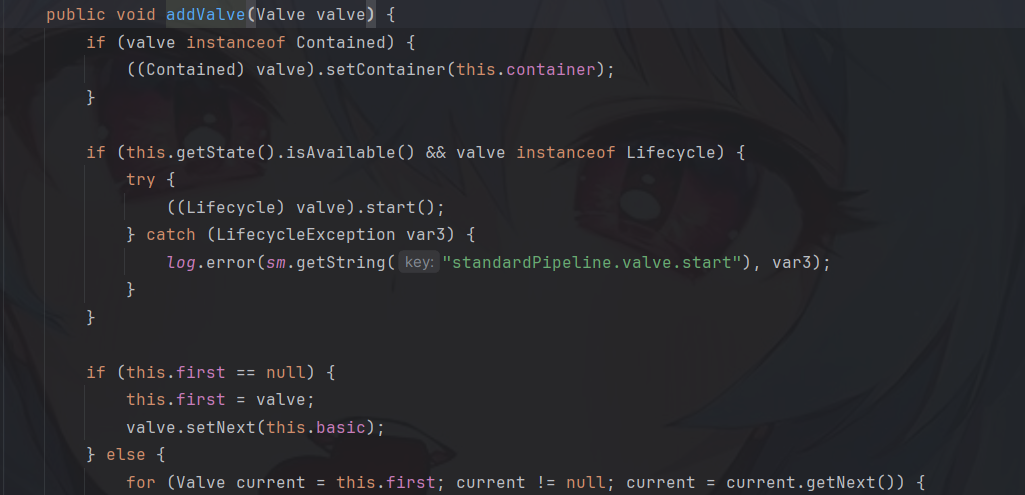 public void addValve(Valve valve) {
if (valve instanceof Contained) {
((Contained) valve).setContainer(this.container);
}
if (this.getState().isAvailable() && valve instanceof Lifecycle) {
try {
((Lifecycle) valve).start();
} catch (LifecycleException var3) {
log.error(sm.getString( key: "standardPipeline.valve.start"), var3);
}
}
if (this.first == null) {
this.first = valve;
valve.setNext(this.basic);
} else {
for (Valve current = this.first; current != null; current = current.getNext()) {